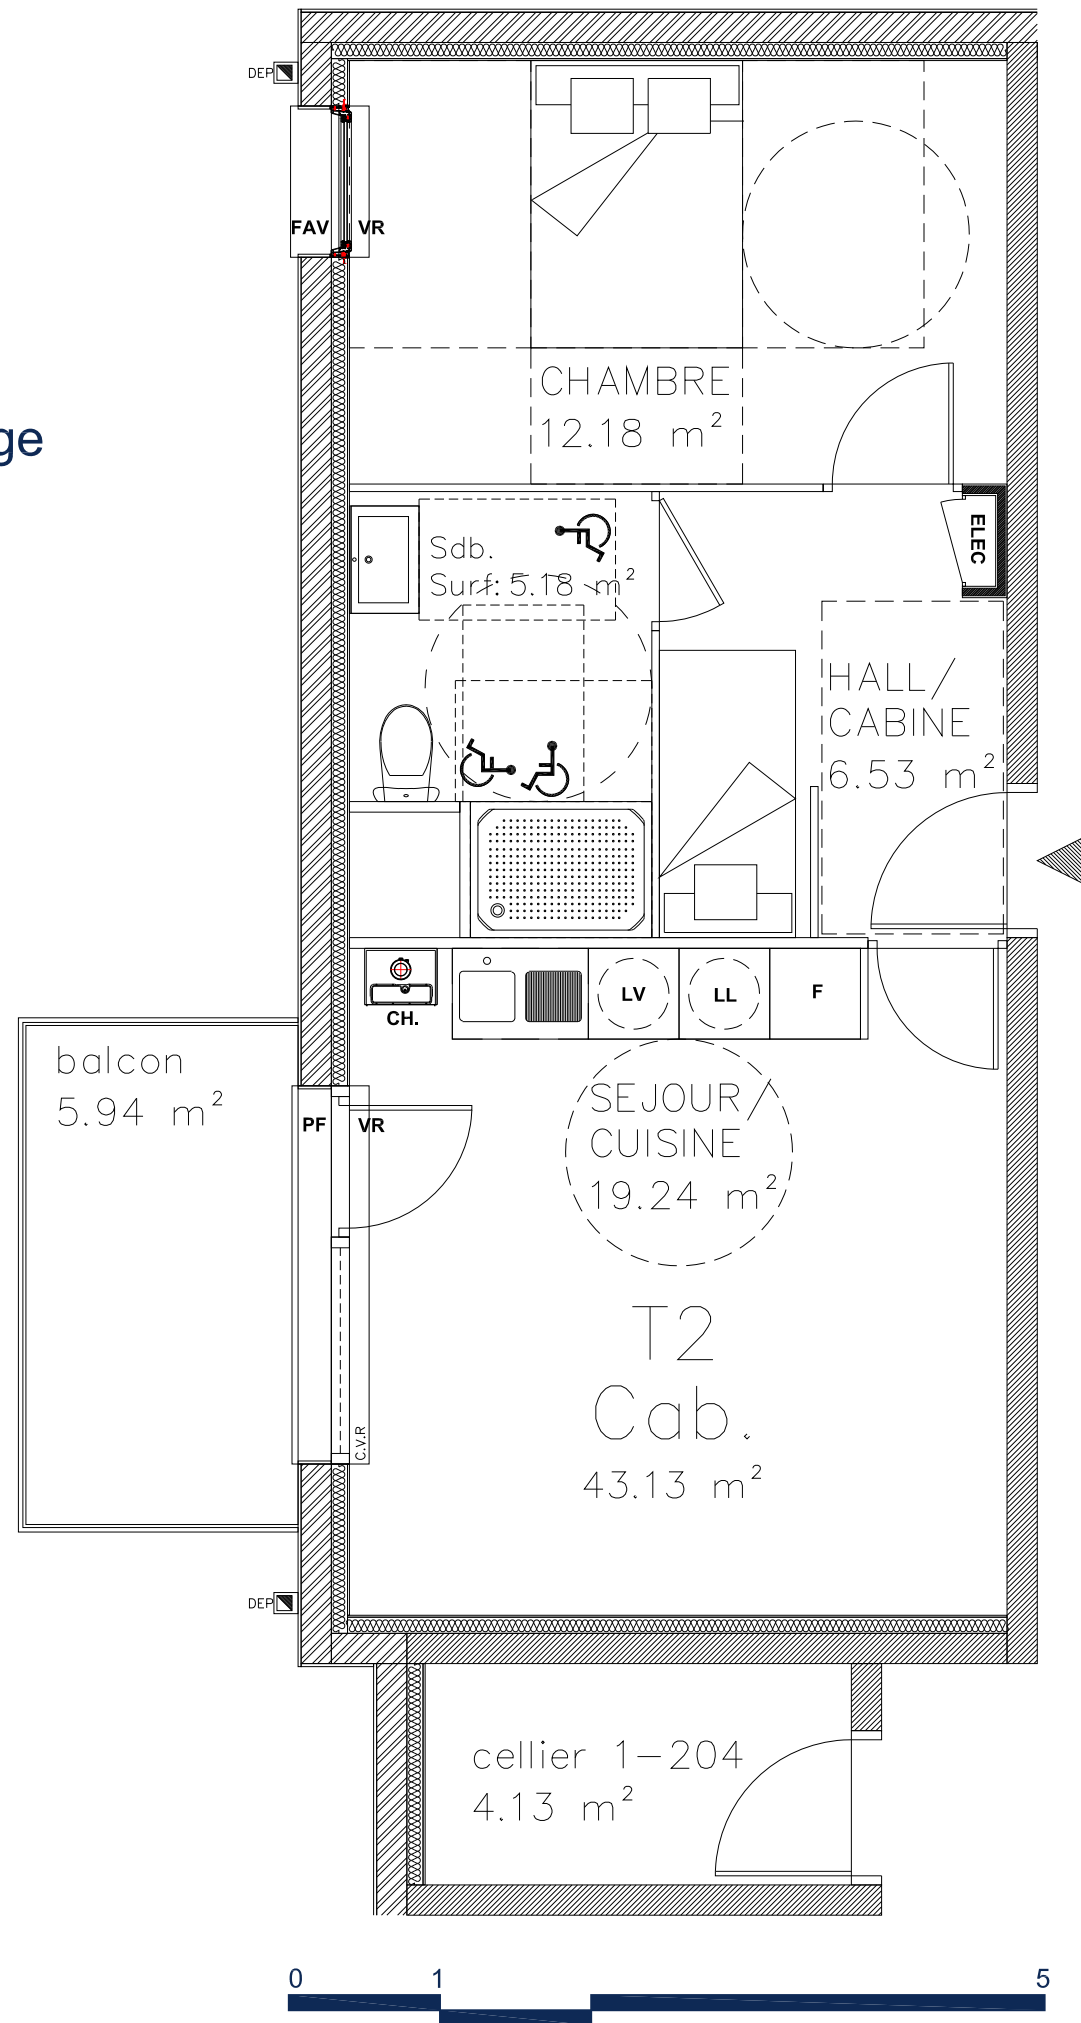 DEP
FAV VR
ge
CHAMBRE
12.18 m²
ELEC
Sdb.
Surf: 5.18 m²
HALL/
CABINE
6.53 m²
LV
LL
F
CH.
balcon
5.94 m²
PF VR
SEJOUR/
CUISINE
19.24 m²
T2
Cab.
43.13 m²
C.V.R
DEP
cellier 1-204
4.13 m²
0 1 5